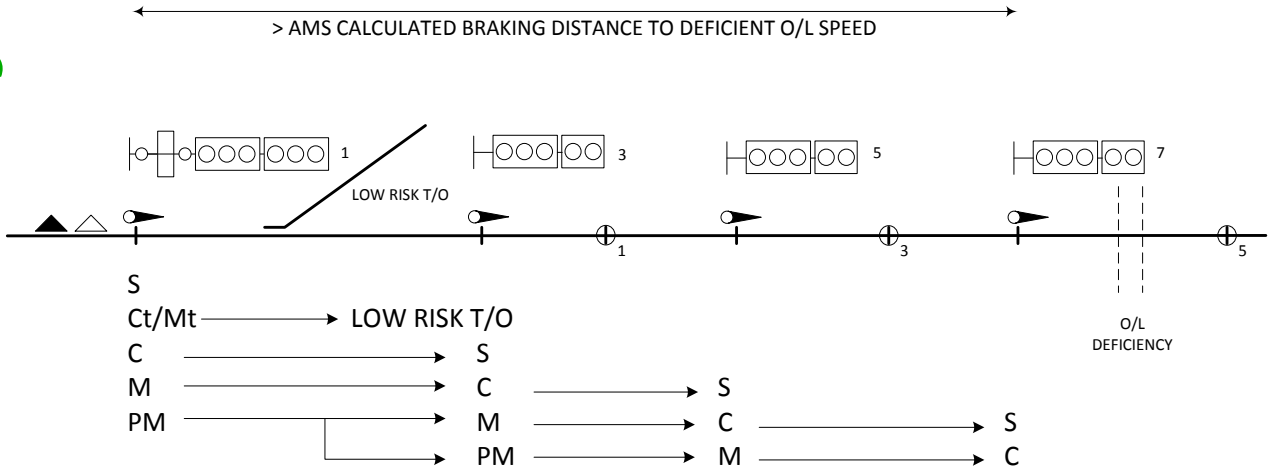 > AMS CALCULATED BRAKING DISTANCE TO DEFICIENT O/L SPEED
1
3
5
7
LOW RISK T/O
1
3
5
S
Ct/Mt LOW RISK T/O
O/L
DEFICIENCY
C S
M C S
PM M C S
PM M C